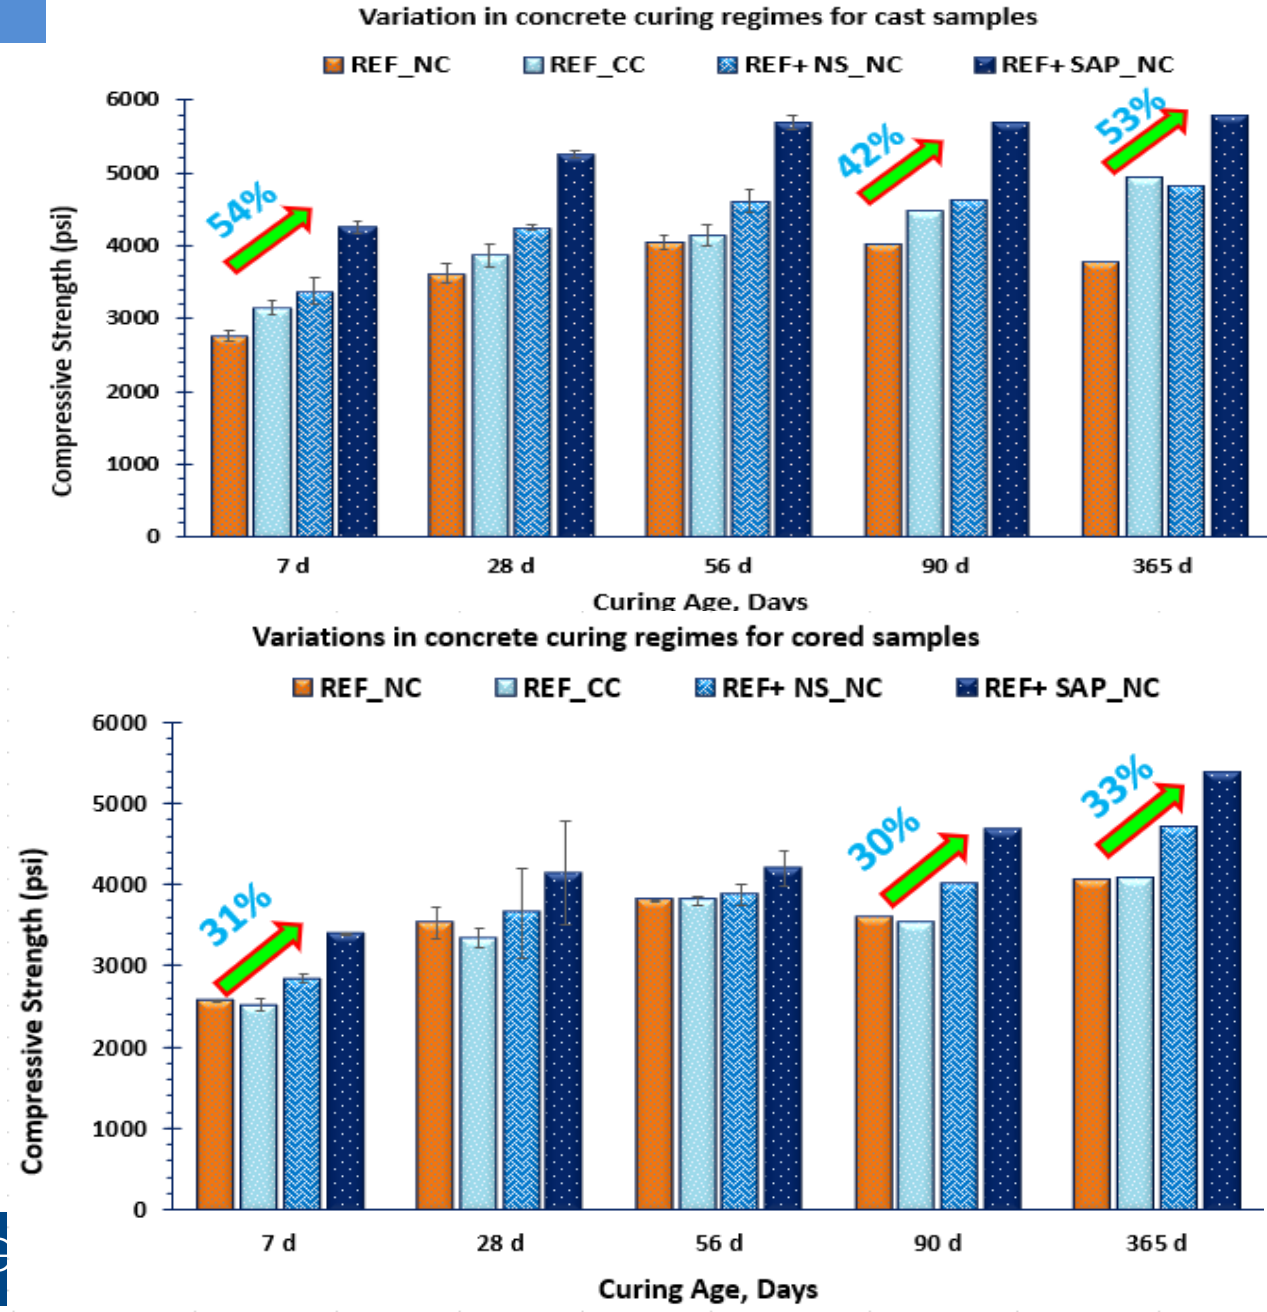 Variation in concrete curing regimes for cast samples
REF_NC REF_CC REF+ NS_NC REF+ SAP_NC
Compressive Strength (psi)
6000
5000
4000
3000
2000
1000
0
54%
42%
53%
7 d 28 d 56 d 90 d 365 d
Curing Age, Days
Variations in concrete curing regimes for cored samples
REF_NC REF_CC REF+ NS_NC REF+ SAP_NC
Compressive Strength (psi)
6000
5000
4000
3000
2000
1000
0
31%
30%
33%
7 d 28 d 56 d 90 d 365 d
Curing Age, Days